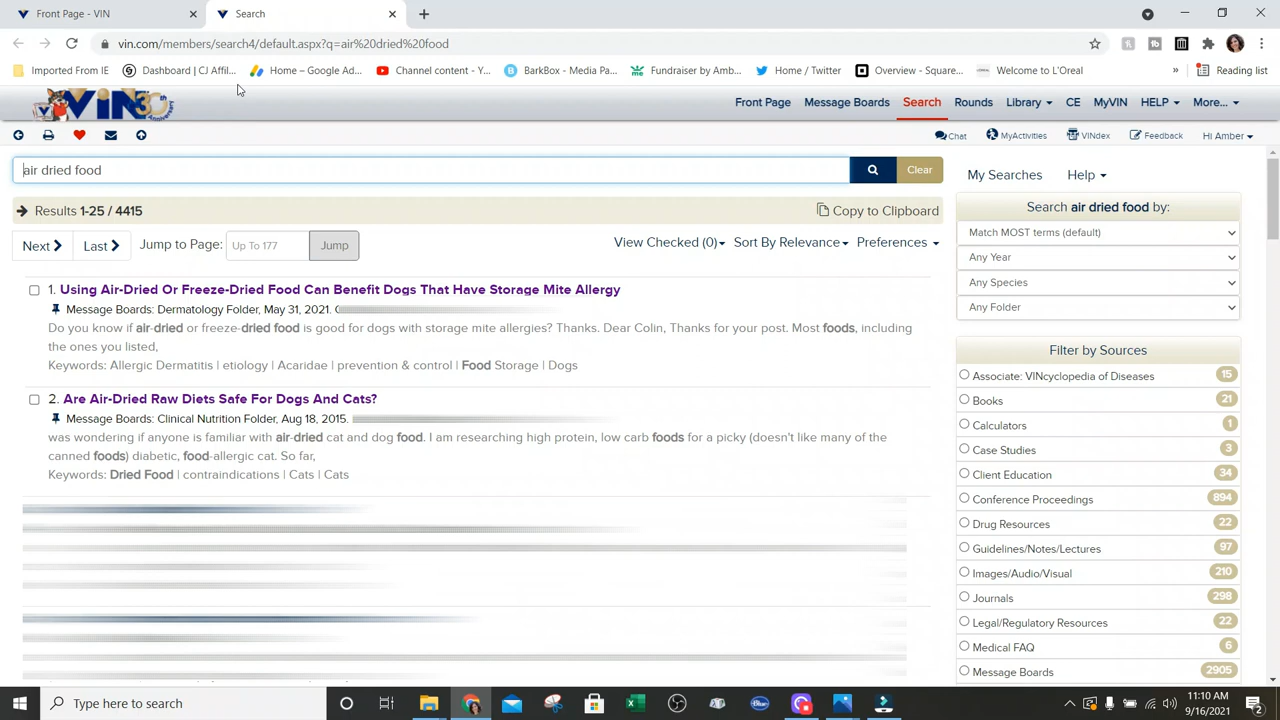 Front Page - VIN
Search
vin.com/members/search4/default.aspx?q=air%20dried%20food
Imported From IE
Dashboard | CJ Affil...
Home – Google Ad...
Channel content - Y...
BarkBox - Media Pa...
Fundraiser by Amb...
Home / Twitter
Overview - Square...
Welcome to L'Oreal
»
Reading list
VIN 30th Anniversary
Front Page
Message Boards
Search
Rounds
Library
CE
MyVIN
HELP
More...
Chat
MyActivities
VINdex
Feedback
Hi Amber
air dried food
Clear
My Searches
Help
Results 1-25 / 4415
Copy to Clipboard
Next
Last
Jump to Page:
Up To 177
Jump
View Checked (0)
Sort By Relevance
Preferences
1. Using Air-Dried Or Freeze-Dried Food Can Benefit Dogs That Have Storage Mite Allergy
Message Boards: Dermatology Folder, May 31, 2021.
Do you know if air-dried or freeze-dried food is good for dogs with storage mite allergies? Thanks. Dear Colin, Thanks for your post. Most foods, including
the ones you listed,
Keywords: Allergic Dermatitis | etiology | Acaridae | prevention & control | Food Storage | Dogs
2. Are Air-Dried Raw Diets Safe For Dogs And Cats?
Message Boards: Clinical Nutrition Folder, Aug 18, 2015.
was wondering if anyone is familiar with air-dried cat and dog food. I am researching high protein, low carb foods for a picky (doesn't like many of the
canned foods) diabetic, food-allergic cat. So far,
Keywords: Dried Food | contraindications | Cats | Cats
Search air dried food by:
Match MOST terms (default)
Any Year
Any Species
Any Folder
Filter by Sources
Associate: VINcyclopedia of Diseases 15
Books 21
Calculators 1
Case Studies 3
Client Education 34
Conference Proceedings 894
Drug Resources 22
Guidelines/Notes/Lectures 97
Images/Audio/Visual 210
Journals 298
Legal/Regulatory Resources 22
Medical FAQ 6
Message Boards 2905
Type here to search
11:10 AM
9/16/2021
2